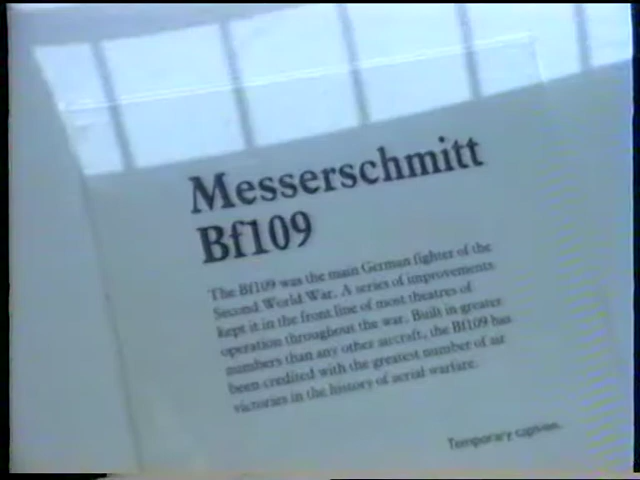 Messerschmitt
Bf109
The Bf109 was the main German fighter of the
Second World War. A series of improvements
kept it in the front line of most theatres of
operation throughout the war. Built in greater
numbers than any other aircraft, the Bf109 has
been credited with the greatest number of air
victories in the history of aerial warfare.
Temporary caption.